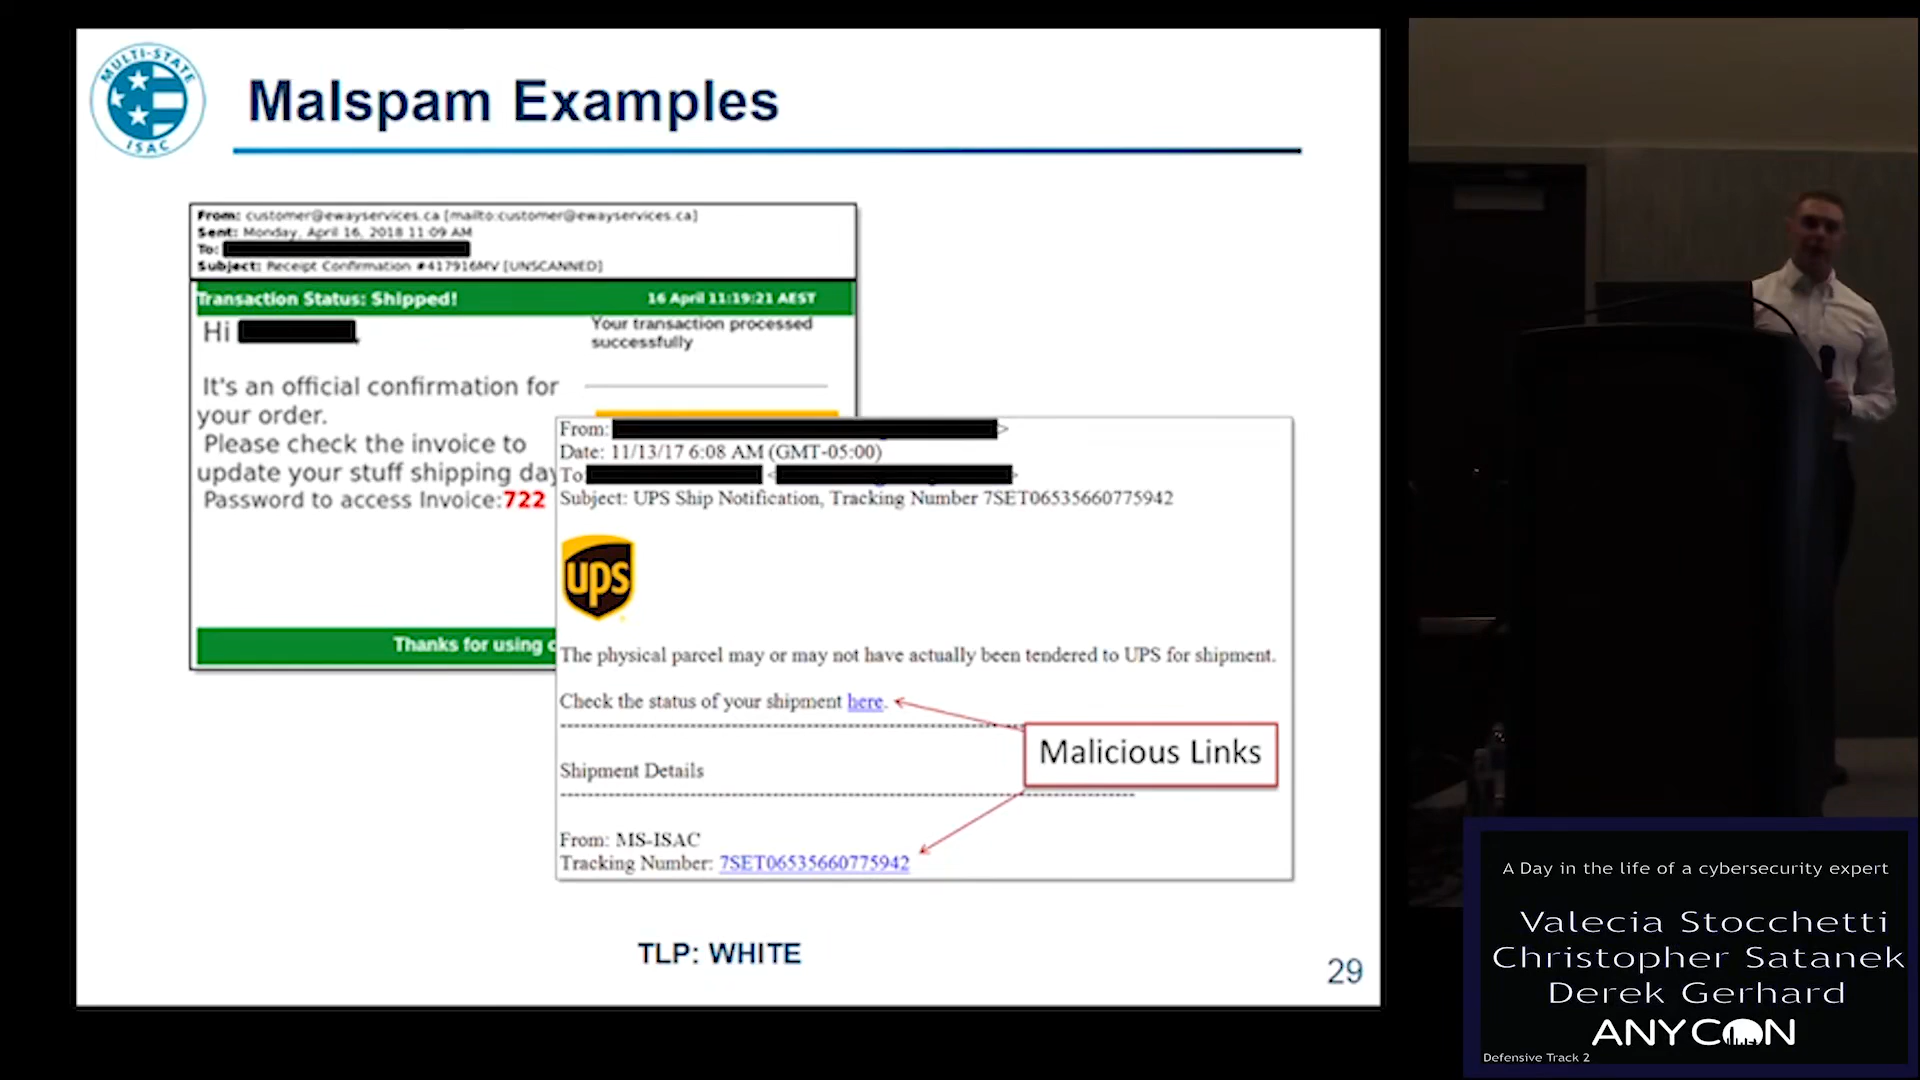 MULTI-STATE
ISAC
Malspam Examples
From: customer@ewayservices.ca [mailto:customer@ewayservices.ca]
Sent: Monday, April 16, 2018 11:09 AM
To:
Subject: Receipt Confirmation #417916MV [UNSCANNED]
Transaction Status: Shipped!
16 April 11:19:21 AEST
Hi
Your transaction processed
successfully
It's an official confirmation for
your order.
Please check the invoice to
update your stuff shipping day
Password to access Invoice:722
Thanks for using
From: >
Date: 11/13/17 6:08 AM (GMT-05:00)
To <
Subject: UPS Ship Notification, Tracking Number 7SET06535660775942
ups
The physical parcel may or may not have actually been tendered to UPS for shipment.
Check the status of your shipment here.
Malicious Links
Shipment Details
From: MS-ISAC
Tracking Number: 7SET06535660775942
TLP: WHITE
29
A Day in the life of a cybersecurity expert
Valecia Stocchetti
Christopher Satanek
Derek Gerhard
ANYCON
Defensive Track 2